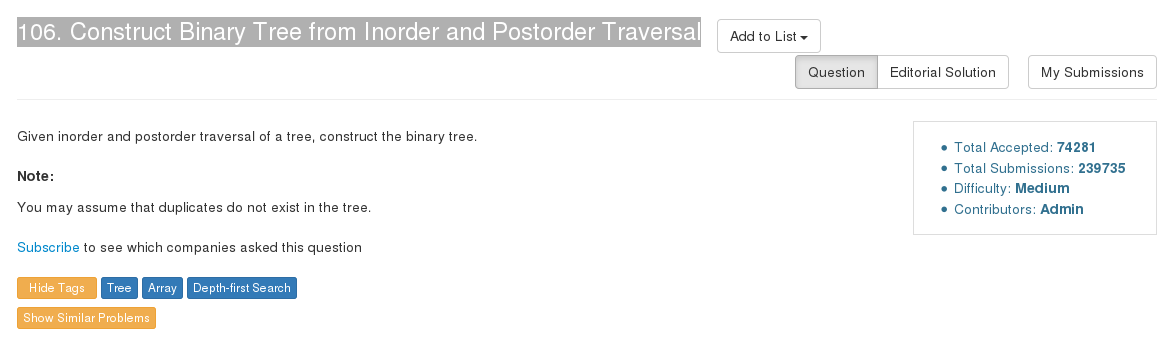 106. Construct Binary Tree from Inorder and Postorder Traversal
Add to List
Question
Editorial Solution
My Submissions
Given inorder and postorder traversal of a tree, construct the binary tree.
Note:
You may assume that duplicates do not exist in the tree.
Subscribe to see which companies asked this question
Hide Tags Tree Array Depth-first Search
Show Similar Problems
Total Accepted: 74281
Total Submissions: 239735
Difficulty: Medium
Contributors: Admin